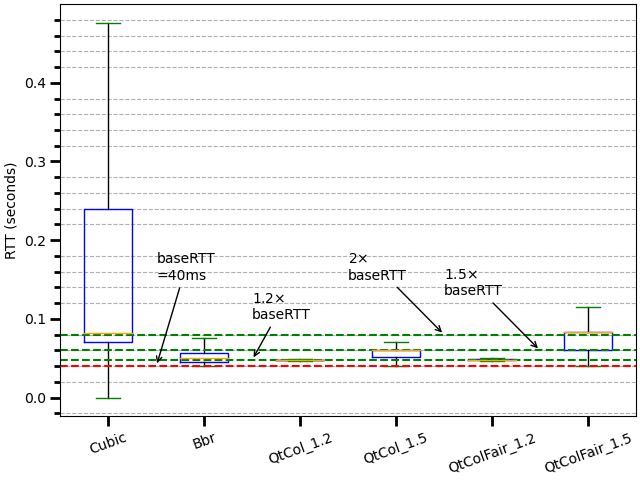 RTT (seconds)
0.4
0.3
0.2
0.1
0.0
baseRTT
=40ms
1.2×
baseRTT
2×
baseRTT
1.5×
baseRTT
Cubic
Bbr
QtCol_1.2
QtCol_1.5
QtColFair_1.2
QtColFair_1.5